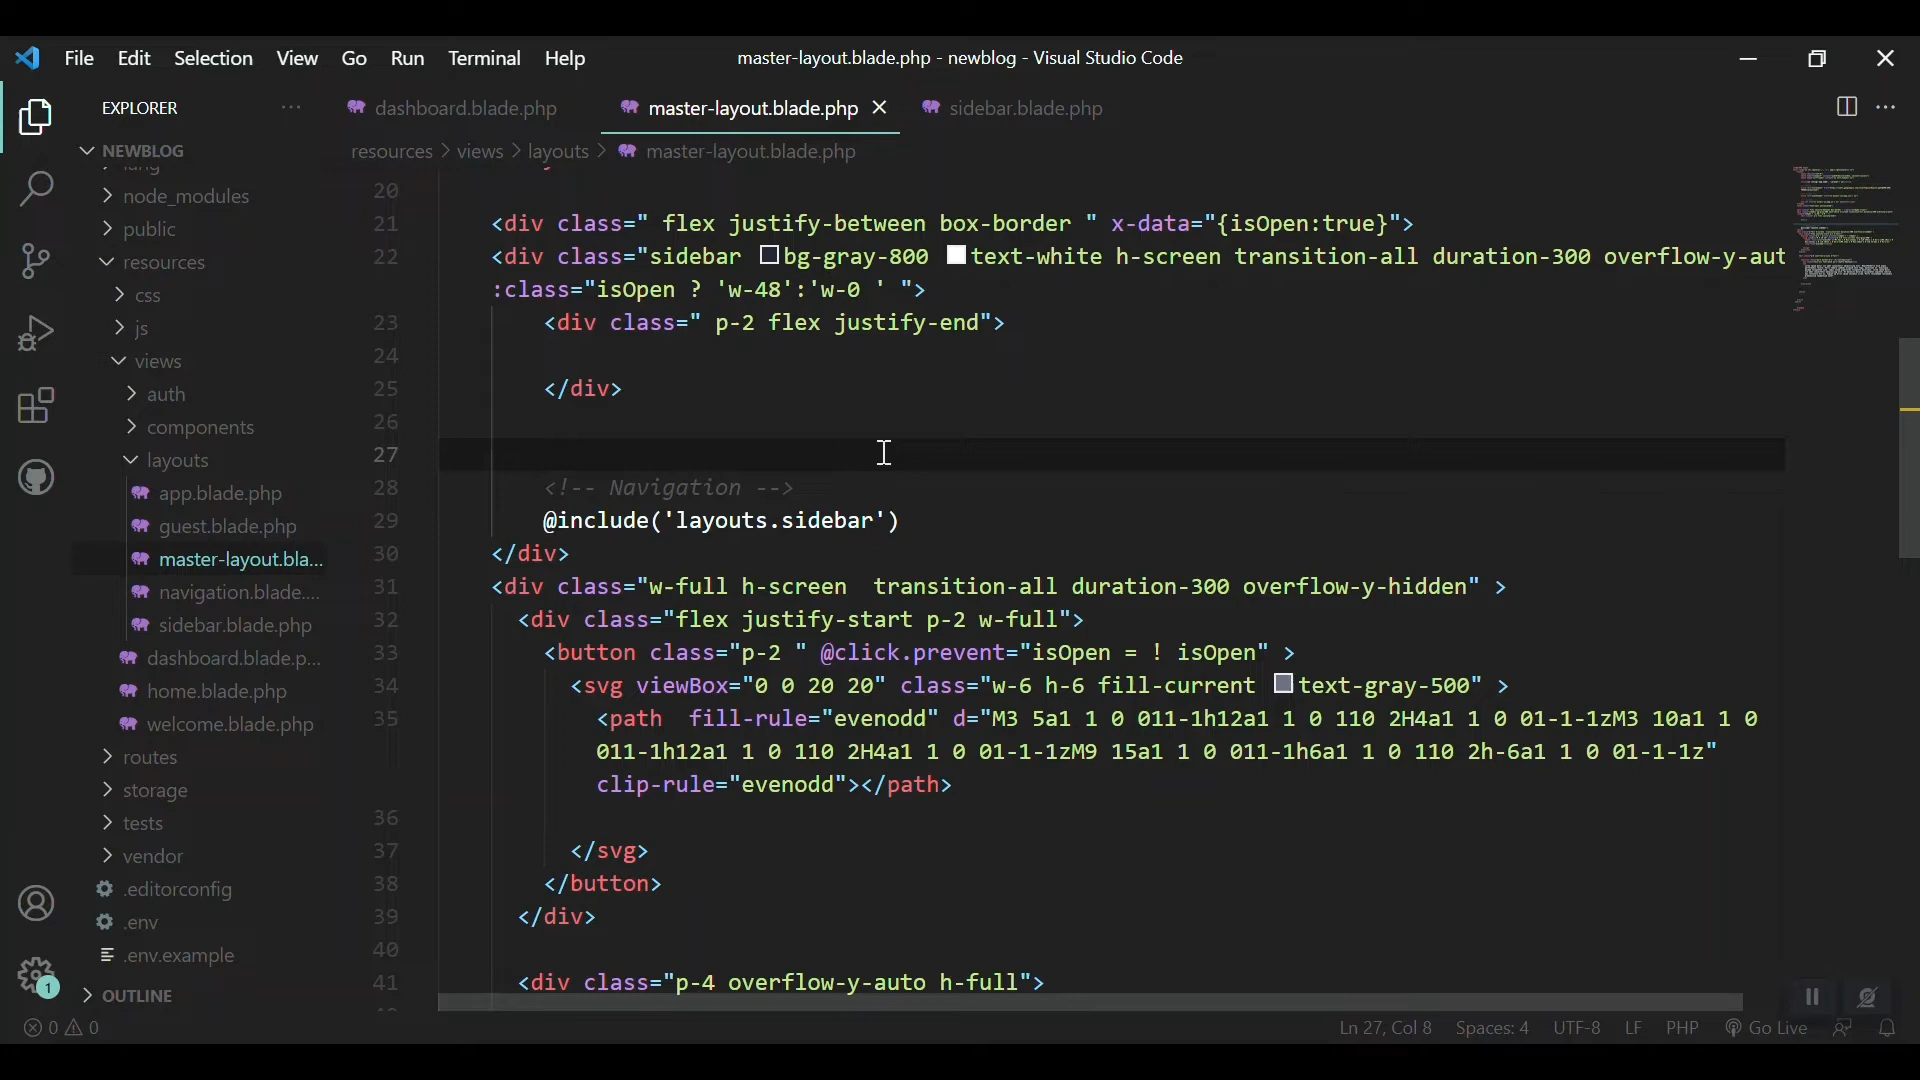 File Edit Selection View Go Run Terminal Help
master-layout.blade.php - newblog - Visual Studio Code
EXPLORER
dashboard.blade.php
master-layout.blade.php
sidebar.blade.php
NEWBLOG
resources > views > layouts > master-layout.blade.php
lang
node_modules
public
resources
css
js
views
auth
components
layouts
app.blade.php
guest.blade.php
master-layout.bla...
navigation.blade....
sidebar.blade.php
dashboard.blade.p...
home.blade.php
welcome.blade.php
routes
storage
tests
vendor
.editorconfig
.env
.env.example
OUTLINE
20
21 <div class=" flex justify-between box-border " x-data="{isOpen:true}">
22 <div class="sidebar bg-gray-800 text-white h-screen transition-all duration-300 overflow-y-aut
:class="isOpen ? 'w-48':'w-0 ' ">
23 <div class=" p-2 flex justify-end">
24
25 </div>
26
27
28 <!-- Navigation -->
29 @include('layouts.sidebar')
30 </div>
31 <div class="w-full h-screen  transition-all duration-300 overflow-y-hidden" >
32 <div class="flex justify-start p-2 w-full">
33 <button class="p-2 " @click.prevent="isOpen = ! isOpen" >
34 <svg viewBox="0 0 20 20" class="w-6 h-6 fill-current text-gray-500" >
35 <path  fill-rule="evenodd" d="M3 5a1 1 0 011-1h12a1 1 0 110 2H4a1 1 0 01-1-1zM3 10a1 1 0
011-1h12a1 1 0 110 2H4a1 1 0 01-1-1zM9 15a1 1 0 011-1h6a1 1 0 110 2h-6a1 1 0 01-1-1z"
clip-rule="evenodd"></path>
36
37 </svg>
38 </button>
39 </div>
40
41 <div class="p-4 overflow-y-auto h-full">
1
0 0
Ln 27, Col 8 Spaces: 4 UTF-8 LF PHP Go Live